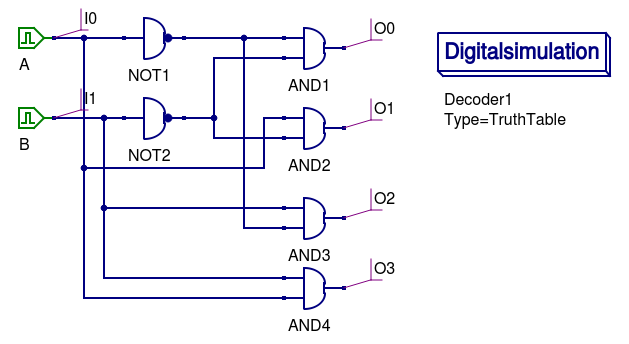 I0
O0
A
NOT1
AND1
Digitalsimulation
I1
O1
Decoder1
Type=TruthTable
B
NOT2
AND2
O2
AND3
O3
AND4